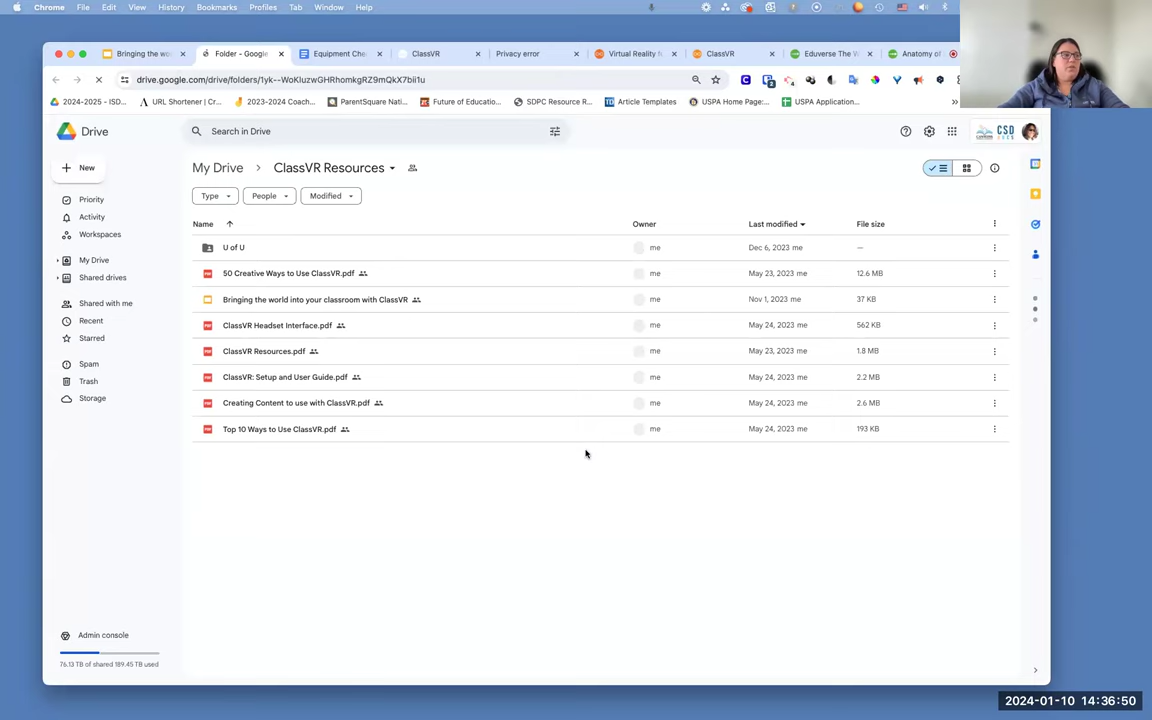 Chrome File Edit View History Bookmarks Profiles Tab Window Help
Bringing the wo Folder - Google Equipment Che ClassVR Privacy error Virtual Reality f ClassVR Eduverse The W Anatomy of
drive.google.com/drive/folders/1yk--WoKluzwGHRhomkgRZ9mQkX7bii1u
2024-2025 - ISD... URL Shortener | Cr... 2023-2024 Coach... ParentSquare Nati... Future of Educatio... SDPC Resource R... Article Templates USPA Home Page:... USPA Application... »
Drive
Search in Drive
CSD
New
My Drive > ClassVR Resources
Type People Modified
Priority
Activity
Workspaces
My Drive
Shared drives
Shared with me
Recent
Starred
Spam
Trash
Storage
Name Owner Last modified File size
U of U me Dec 6, 2023 me —
50 Creative Ways to Use ClassVR.pdf me May 23, 2023 me 12.6 MB
Bringing the world into your classroom with ClassVR me Nov 1, 2023 me 37 KB
ClassVR Headset Interface.pdf me May 24, 2023 me 562 KB
ClassVR Resources.pdf me May 23, 2023 me 1.8 MB
ClassVR: Setup and User Guide.pdf me May 24, 2023 me 2.2 MB
Creating Content to use with ClassVR.pdf me May 24, 2023 me 2.6 MB
Top 10 Ways to Use ClassVR.pdf me May 24, 2023 me 193 KB
Admin console
76.13 TB of shared 189.45 TB used
2024-01-10 14:36:50